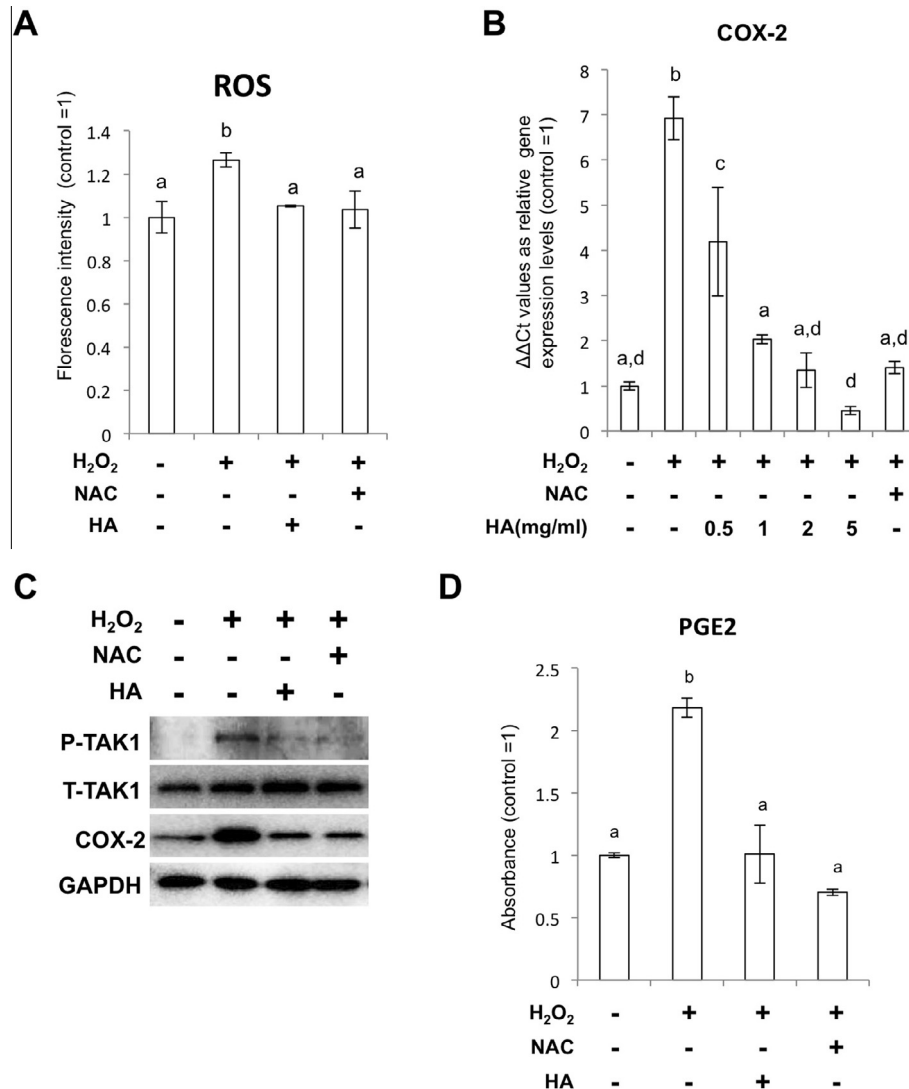 A
ROS
Florescence intensity (control =1)
1.4
1.2
1
0.8
0.6
0.4
0.2
0
a
b
a
a
H₂O₂ - + + +
NAC - - - +
HA - - + -
B
COX-2
ΔΔCt values as relative gene
expression levels (control =1)
8
7
6
5
4
3
2
1
0
a,d
b
c
a
a,d
d
a,d
H₂O₂ - + + + + + +
NAC - - - - - - +
HA(mg/ml) - - 0.5 1 2 5 -
C
H₂O₂ - + + +
NAC - - - +
HA - - + -
P-TAK1
T-TAK1
COX-2
GAPDH
D
PGE2
Absorbance (control =1)
2.5
2
1.5
1
0.5
0
a
b
a
a
H₂O₂ - + + +
NAC - - - +
HA - - + -